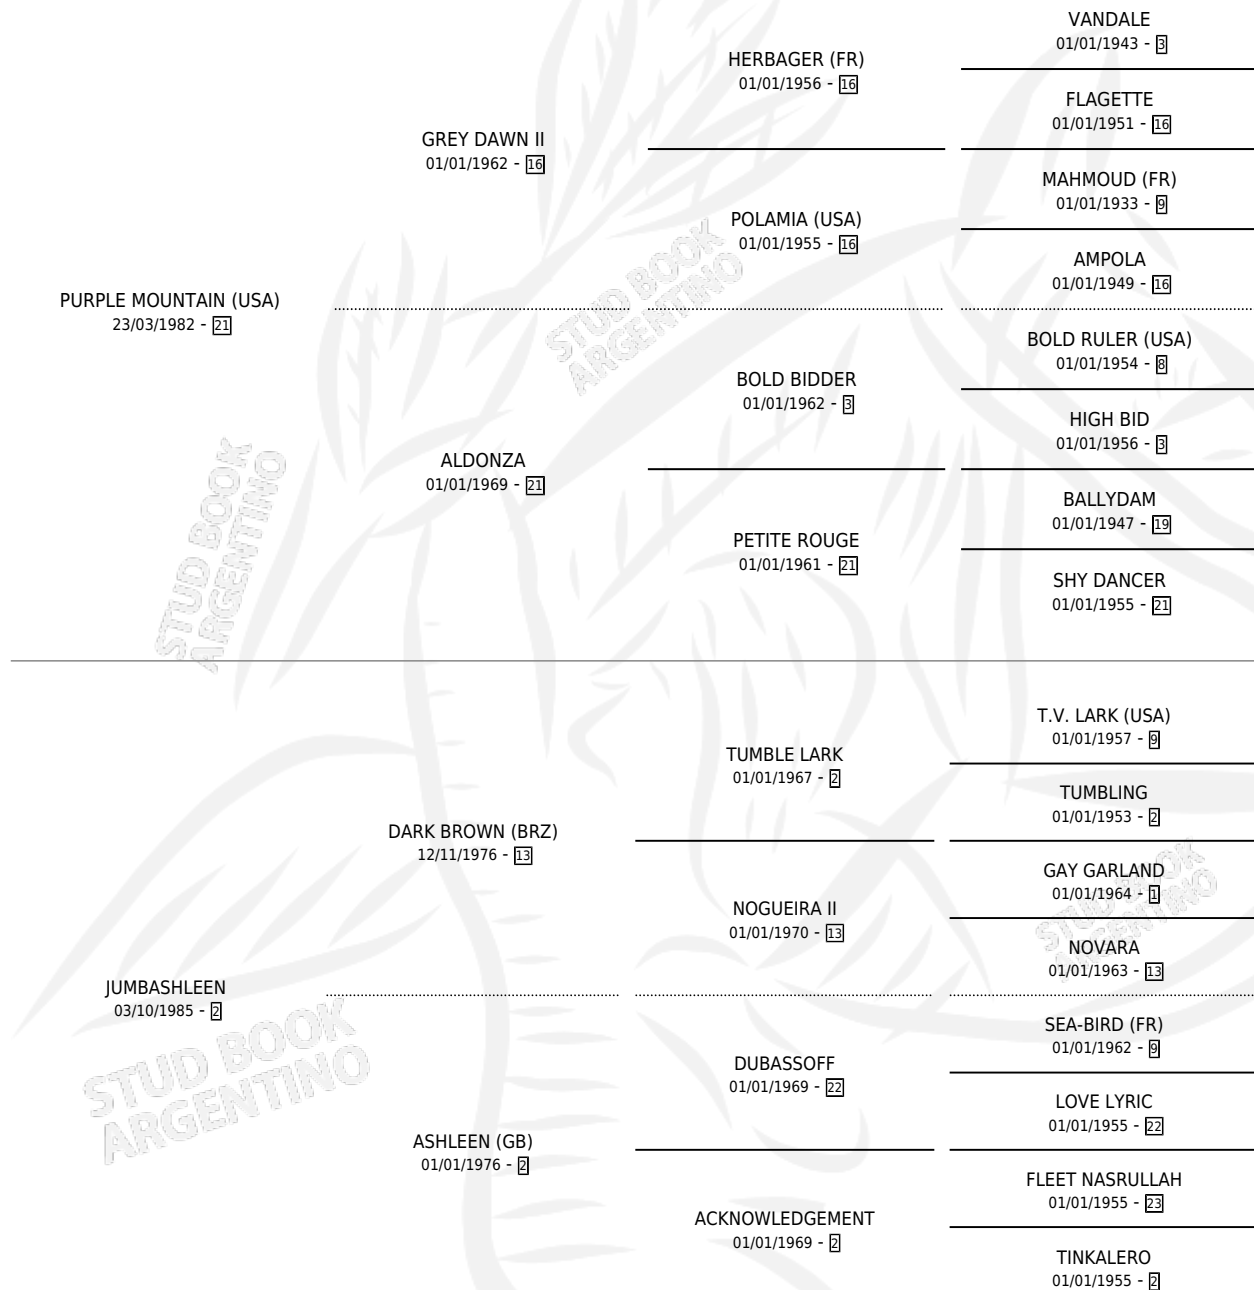 VANDALE
01/01/1943 - 3
HERBAGER (FR)
01/01/1956 - 16
FLAGETTE
01/01/1951 - 16
GREY DAWN II
01/01/1962 - 16
MAHMOUD (FR)
01/01/1933 - 9
POLAMIA (USA)
01/01/1955 - 16
AMPOLA
01/01/1949 - 16
PURPLE MOUNTAIN (USA)
23/03/1982 - 21
STUD BOOK
ARGENTINO
BOLD RULER (USA)
01/01/1954 - 8
BOLD BIDDER
01/01/1962 - 3
HIGH BID
01/01/1956 - 3
ALDONZA
01/01/1969 - 21
BALLYDAM
01/01/1947 - 19
PETITE ROUGE
01/01/1961 - 21
SHY DANCER
01/01/1955 - 21
STUD BOOK
ARGENTINO
T.V. LARK (USA)
01/01/1957 - 9
TUMBLE LARK
01/01/1967 - 2
TUMBLING
01/01/1953 - 2
DARK BROWN (BRZ)
12/11/1976 - 13
GAY GARLAND
01/01/1964 - 1
NOGUEIRA II
01/01/1970 - 13
NOVARA
01/01/1963 - 13
STUD BOOK
ARGENTINO
JUMBASHLEEN
03/10/1985 - 2
STUD BOOK
ARGENTINO
SEA-BIRD (FR)
01/01/1962 - 9
DUBASSOFF
01/01/1969 - 22
LOVE LYRIC
01/01/1955 - 22
ASHLEEN (GB)
01/01/1976 - 2
FLEET NASRULLAH
01/01/1955 - 23
ACKNOWLEDGEMENT
01/01/1969 - 2
TINKALERO
01/01/1955 - 2